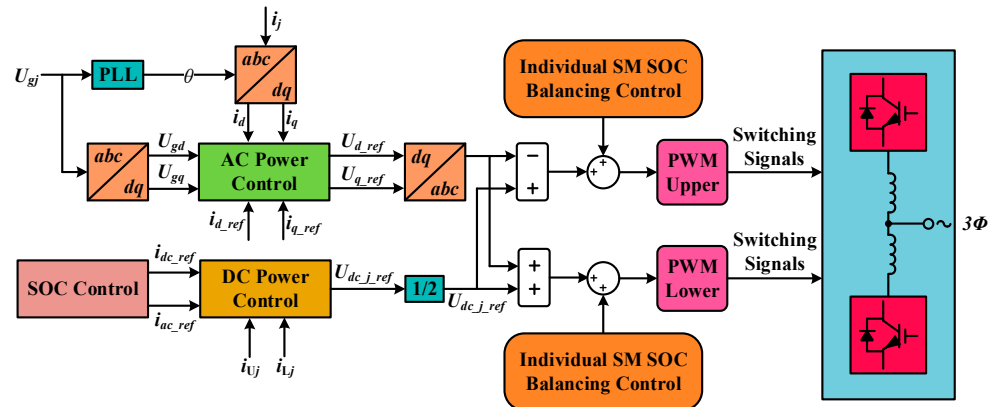 i_j
U_gj
PLL
θ
abc
dq
i_d
i_q
Individual SM SOC
Balancing Control
abc
dq
U_gd
U_gq
AC Power
Control
U_d_ref
U_q_ref
dq
abc
−
+
+
+
PWM
Upper
Switching
Signals
i_d_ref
i_q_ref
3Φ
~
SOC Control
i_dc_ref
i_ac_ref
DC Power
Control
U_dc_j_ref
1/2
U_dc_j_ref
+
+
+
+
PWM
Lower
Switching
Signals
i_Uj
i_Lj
Individual SM SOC
Balancing Control